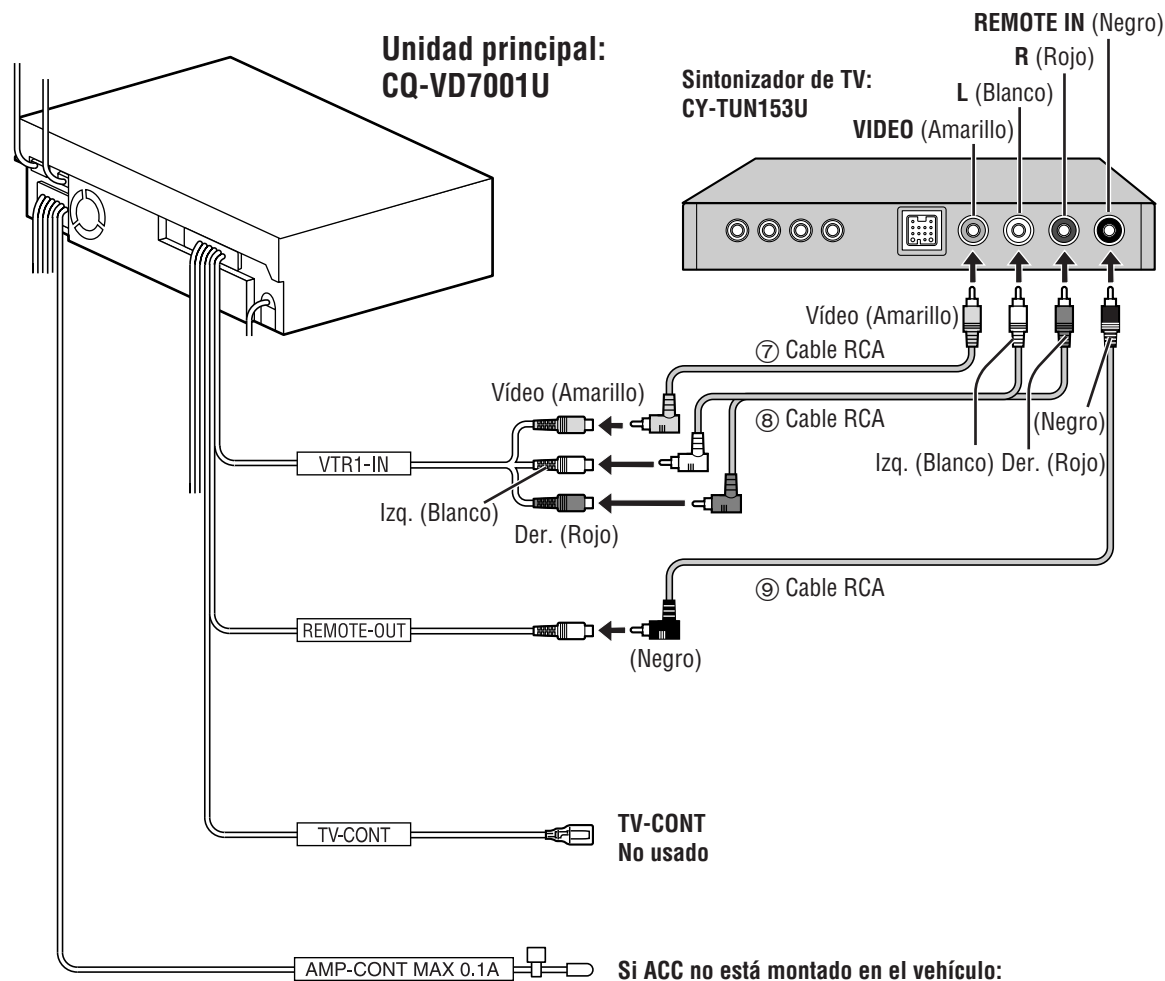 Unidad principal:
CQ-VD7001U
REMOTE IN (Negro)
R (Rojo)
Sintonizador de TV:
CY-TUN153U
L (Blanco)
VIDEO (Amarillo)
Vídeo (Amarillo)
⑦ Cable RCA
Vídeo (Amarillo)
⑧ Cable RCA
(Negro)
Izq. (Blanco) Der. (Rojo)
VTR1-IN
Izq. (Blanco)
Der. (Rojo)
⑨ Cable RCA
REMOTE-OUT
(Negro)
TV-CONT
TV-CONT
No usado
AMP-CONT MAX 0.1A
Si ACC no está montado en el vehículo: